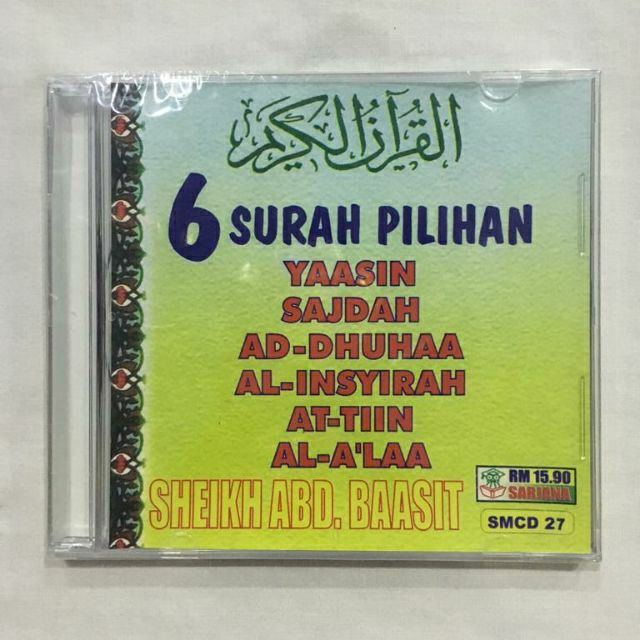 القرآن الكريم
6 SURAH PILIHAN
YAASIN
SAJDAH
AD-DHUHAA
AL-INSYIRAH
AT-TIIN
AL-A'LAA
SHEIKH ABD. BAASIT
RM 15.90
SARJANA
SMCD 27